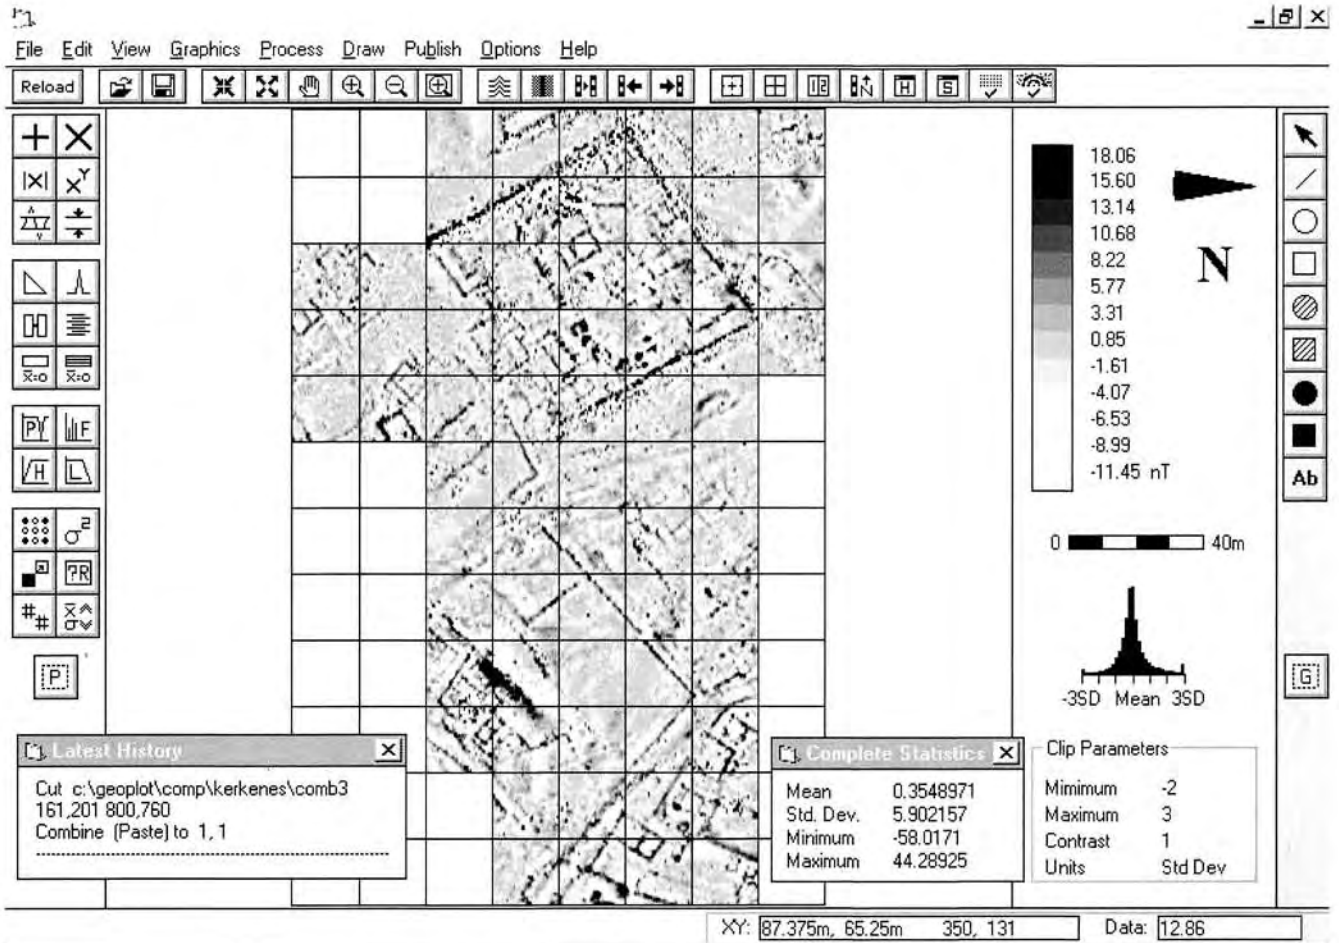 File Edit View Graphics Process Draw Publish Options Help
Reload
18.06
15.60
13.14
10.68
8.22
5.77
3.31
0.85
-1.61
-4.07
-6.53
-8.99
-11.45 nT
N
Ab
0 40m
-3SD Mean 3SD
P
G
Latest History
Cut c:\geoplot\comp\kerkenes\comb3
161,201 800,760
Combine (Paste) to 1, 1
Complete Statistics
Mean 0.3548971
Std. Dev. 5.902157
Minimum -58.0171
Maximum 44.28925
Clip Parameters
Mimimum -2
Maximum 3
Contrast 1
Units Std Dev
XY: 87.375m, 65.25m 350, 131 Data: 12.86